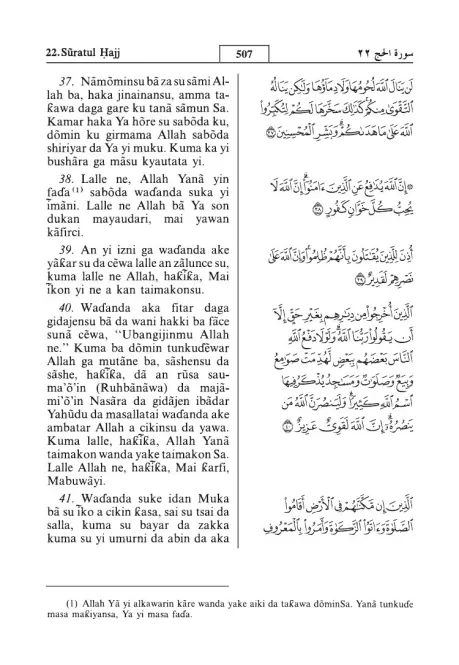 22. Sūratul Ḥajj
507
سورة الحج ٢٢
37. Nāmōminsu bā za su sāmi Al-
lah ba, haka jinainansu, amma ta-
ƙawa daga gare ku tanā sāmun Sa.
Kamar haka Ya hōre su sabōda ku,
dōmin ku girmama Allah sabōda
shiriyar da Ya yi muku. Kuma ka yi
bushāra ga māsu kyautata yi.
38. Lalle ne, Allah Yanā yin
faɗa (1) sabōda waɗanda suka yi
īmāni. Lalle ne Allah bā Ya son
dukan mayaudari, mai yawan
kāfirci.
39. An yi izni ga waɗanda ake
yāƙar su da cēwa lalle an zālunce su,
kuma lalle ne Allah, haƙīƙa, Mai
īkon yi ne a kan taimakonsu.
40. Waɗanda aka fitar daga
gidajensu bā da wani hakki ba fāce
sunā cēwa, "Ubangijinmu Allah
ne." Kuma ba dōmin tunkuɗēwar
Allah ga mutāne ba, sāshensu da
sāshe, haƙīƙa, dā an rūsa sau-
ma'ō'in (Ruhbānāwa) da majā-
mi'ō'in Nasāra da gidājen ibādar
Yahūdu da masallatai waɗanda ake
ambatar Allah a cikinsu da yawa.
Kuma lalle, haƙīƙa, Allah Yanā
taimakon wanda yake taimakon Sa.
Lalle Allah ne, haƙīƙa, Mai ƙarfi,
Mabuwāyi.
41. Waɗanda suke idan Muka
bā su īko a cikin ƙasa, sai su tsai da
salla, kuma su bayar da zakka
kuma su yi umurni da abin da aka
لَن يَنَالَ ٱللَّهَ لُحُومُهَا وَلَا دِمَآؤُهَا وَلَٰكِن يَنَالُهُ
ٱلتَّقْوَىٰ مِنكُمْ كَذَٰلِكَ سَخَّرَهَا لَكُمْ لِتُكَبِّرُوا۟
ٱللَّهَ عَلَىٰ مَا هَدَىٰكُمْ وَبَشِّرِ ٱلْمُحْسِنِينَ ٣٧
۞ إِنَّ ٱللَّهَ يُدَٰفِعُ عَنِ ٱلَّذِينَ ءَامَنُوٓا۟ إِنَّ ٱللَّهَ لَا
يُحِبُّ كُلَّ خَوَّانٍ كَفُورٍ ٣٨
أُذِنَ لِلَّذِينَ يُقَٰتَلُونَ بِأَنَّهُمْ ظُلِمُوا۟ وَإِنَّ ٱللَّهَ عَلَىٰ
نَصْرِهِمْ لَقَدِيرٌ ٣٩
ٱلَّذِينَ أُخْرِجُوا۟ مِن دِيَٰرِهِم بِغَيْرِ حَقٍّ إِلَّآ
أَن يَقُولُوا۟ رَبُّنَا ٱللَّهُ وَلَوْلَا دَفْعُ ٱللَّهِ
ٱلنَّاسَ بَعْضَهُم بِبَعْضٍ لَّهُدِّمَتْ صَوَٰمِعُ
وَبِيَعٌ وَصَلَوَٰتٌ وَمَسَٰجِدُ يُذْكَرُ فِيهَا
ٱسْمُ ٱللَّهِ كَثِيرًا وَلَيَنصُرَنَّ ٱللَّهُ مَن
يَنصُرُهُۥٓ إِنَّ ٱللَّهَ لَقَوِىٌّ عَزِيزٌ ٤٠
ٱلَّذِينَ إِن مَّكَّنَّٰهُمْ فِى ٱلْأَرْضِ أَقَامُوا۟
ٱلصَّلَوٰةَ وَءَاتَوُا۟ ٱلزَّكَوٰةَ وَأَمَرُوا۟ بِٱلْمَعْرُوفِ
(1) Allah Yā yi alkawarin kāre wanda yake aiki da taƙawa dōminSa. Yanā tunkuɗe
masa maƙiyansa, Ya yi masa faɗa.